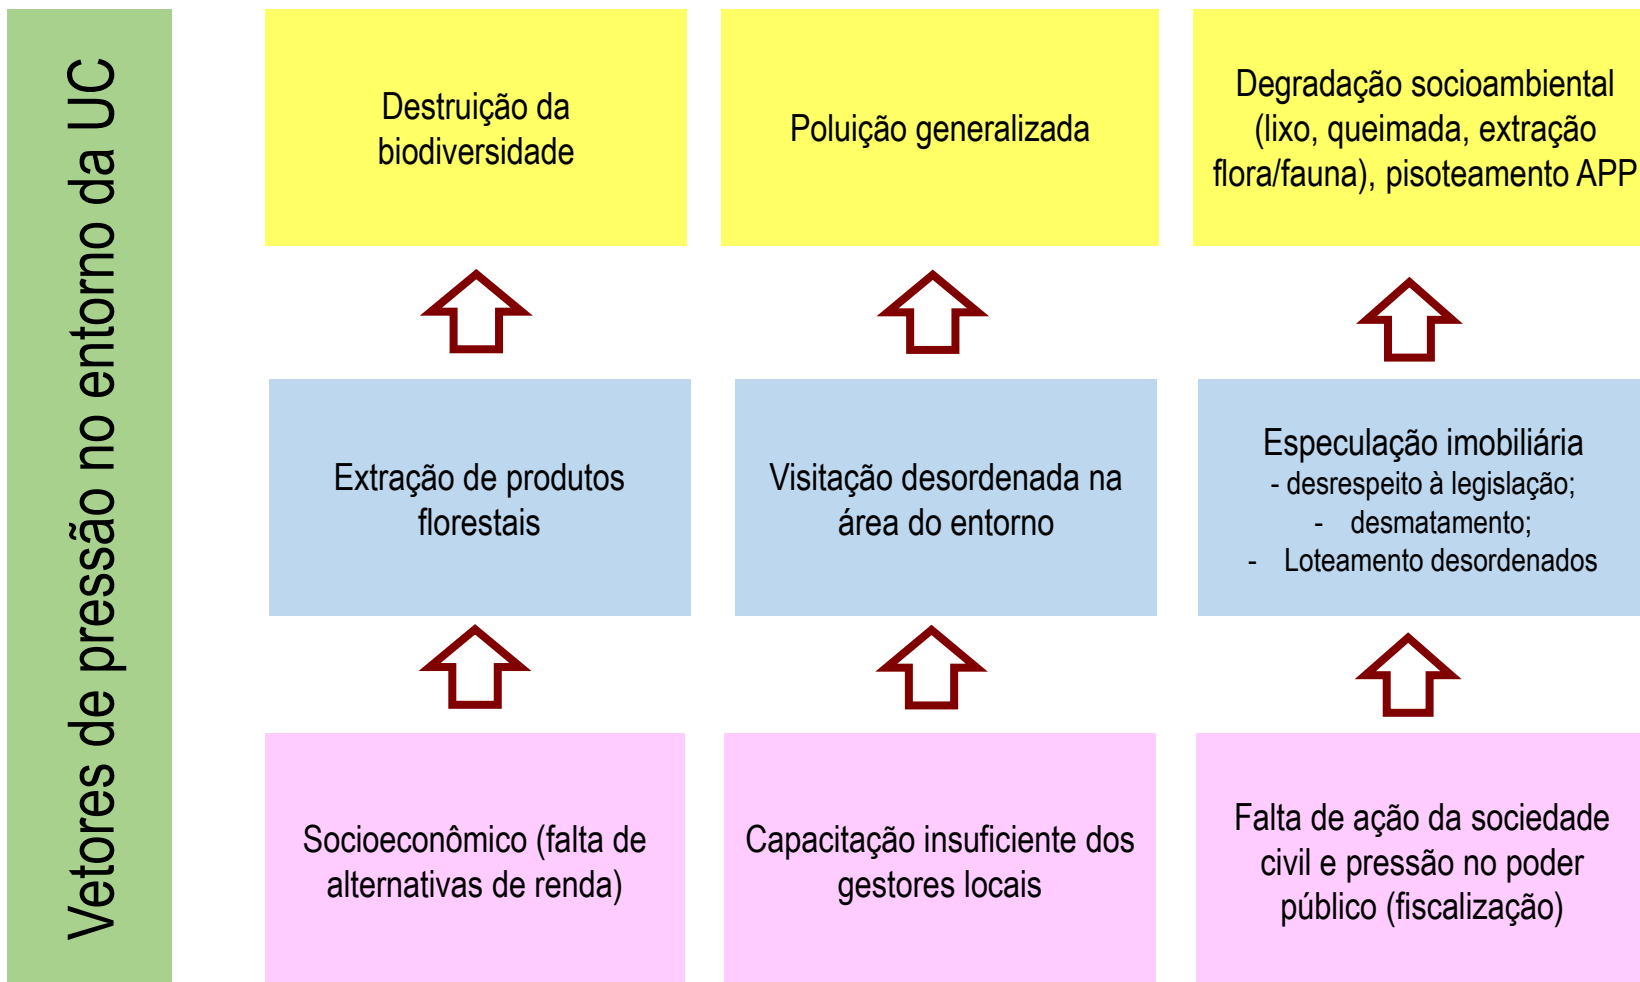 Vetores de pressão no entorno da UC
Destruição da
biodiversidade
Poluição generalizada
Degradação socioambiental
(lixo, queimada, extração
flora/fauna), pisoteamento APP
Extração de produtos
florestais
Visitação desordenada na
área do entorno
Especulação imobiliária
- desrespeito à legislação;
- desmatamento;
- Loteamento desordenados
Socioeconômico (falta de
alternativas de renda)
Capacitação insuficiente dos
gestores locais
Falta de ação da sociedade
civil e pressão no poder
público (fiscalização)